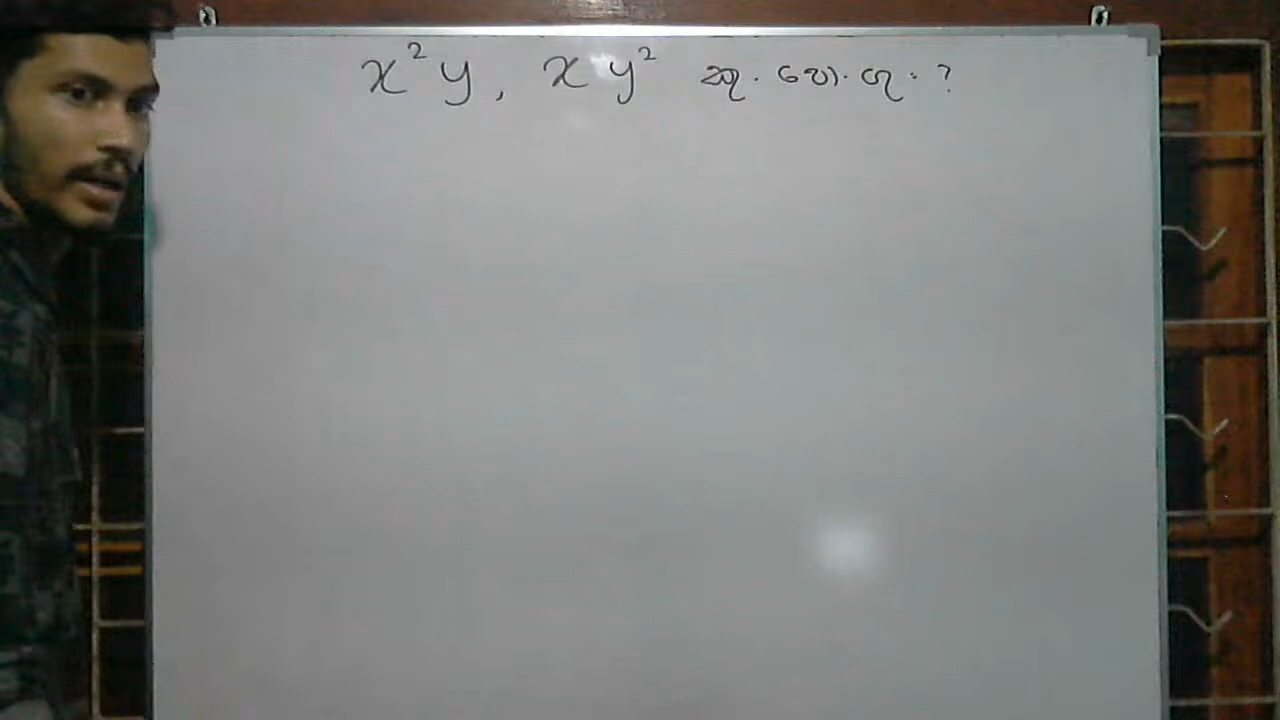 x²y, xy² කු. පො. ගු. ?